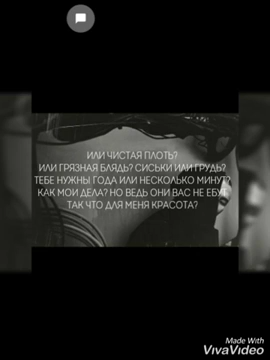 ИЛИ ЧИСТАЯ ПЛОТЬ?
ИЛИ ГРЯЗНАЯ БЛЯДЬ? СИСЬКИ ИЛИ ГРУДЬ?
ТЕБЕ НУЖНЫ ГОДА ИЛИ НЕСКОЛЬКО МИНУТ?
КАК МОИ ДЕЛА? НО ВЕДЬ ОНИ ВАС НЕ ЕБУТ.
ТАК ЧТО ДЛЯ МЕНЯ КРАСОТА?
Made With
VivaVideo